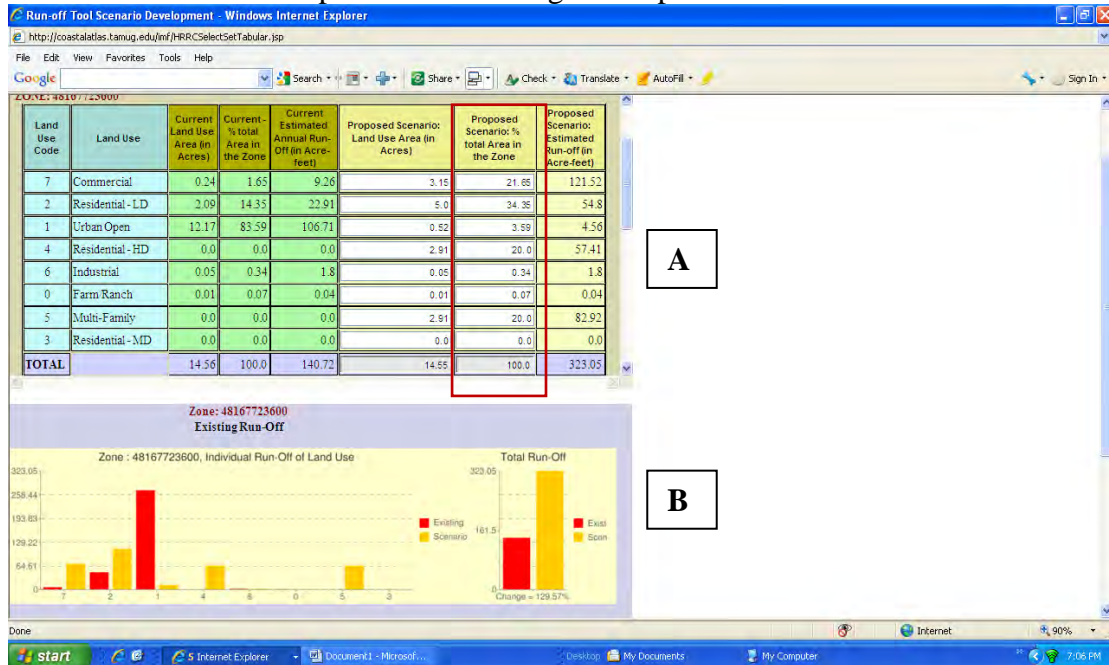 Run-off Tool Scenario Development - Windows Internet Explorer
http://coastalatlas.tamug.edu/imf/HRRCSelectSetTabular.jsp
File Edit View Favorites Tools Help
Google Search Share Check Translate AutoFill Sign In
ZONE: 48167723600
Land Use Code Land Use Current Land Use Area (in Acres) Current - % total Area in the Zone Current Estimated Annual Run-Off (in Acre-feet) Proposed Scenario: Land Use Area (in Acres) Proposed Scenario: % total Area in the Zone Proposed Scenario: Estimated Run-off (in Acre-feet)
7 Commercial 0.24 1.65 9.26 3.15 21.65 121.52
2 Residential - LD 2.09 14.35 22.91 5.0 34.35 54.8
1 Urban Open 12.17 83.59 106.71 0.52 3.59 4.56
4 Residential - HD 0.0 0.0 0.0 2.91 20.0 57.41
6 Industrial 0.05 0.34 1.8 0.05 0.34 1.8
0 Farm/Ranch 0.01 0.07 0.04 0.01 0.07 0.04
5 Multi-Family 0.0 0.0 0.0 2.91 20.0 82.92
3 Residential - MD 0.0 0.0 0.0 0.0 0.0 0.0
TOTAL 14.56 100.0 140.72 14.55 100.0 323.05
A
Zone: 48167723600
Existing Run-Off
Zone : 48167723600, Individual Run-Off of Land Use
323.05
258.44
193.83
129.22
64.61
0
7 2 1 4 6 0 5 3
Existing
Scenario
Total Run-Off
323.05
161.5
0
Change = 129.57%
Exist
Scen
B
Done Internet 90%
start 5 Internet Explorer Document1 - Microsof... Desktop My Documents My Computer 7:06 PM